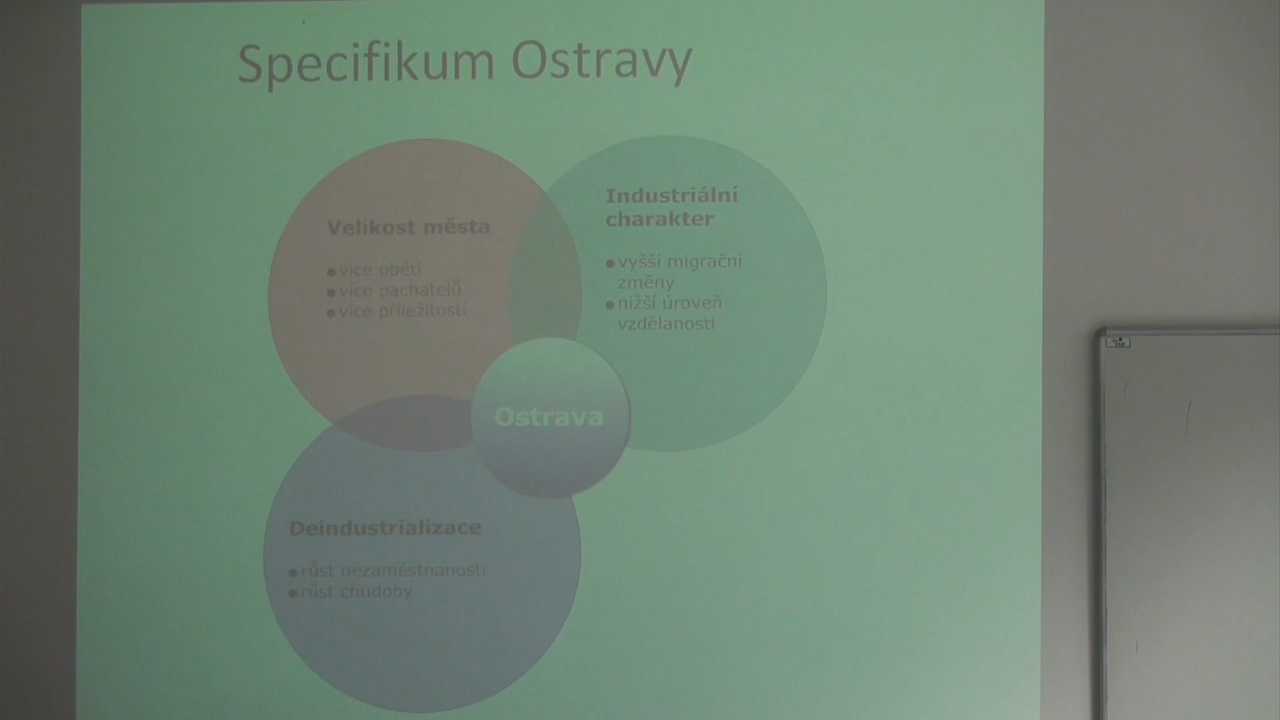 Specifikum Ostravy
Velikost města
•více obětí
•více pachatelů
•více příležitostí
Industriální
charakter
•vyšší migrační
změny
•nižší úroveň
vzdělanosti
Ostrava
Deindustrializace
•růst nezaměstnanosti
•růst chudoby